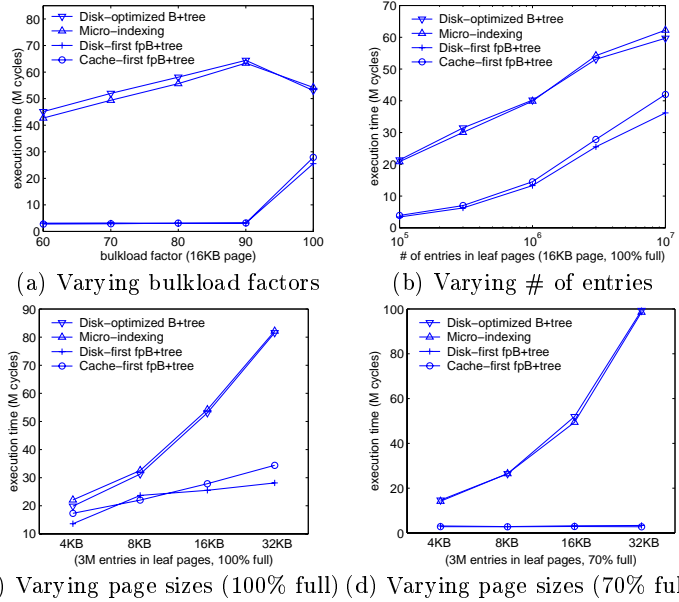 70
60
50
40
30
20
10
0
80
execution time (M cycles)
Disk−optimized B+tree
Micro−indexing
Disk−first fpB+tree
Cache−first fpB+tree
60 70 80 90 100
bulkload factor (16KB page)
(a) Varying bulkload factors
70
60
50
40
30
20
10
0
execution time (M cycles)
Disk−optimized B+tree
Micro−indexing
Disk−first fpB+tree
Cache−first fpB+tree
10^5 10^6 10^7
# of entries in leaf pages (16KB page, 100% full)
(b) Varying # of entries
90
80
70
60
50
40
30
20
10
execution time (M cycles)
Disk−optimized B+tree
Micro−indexing
Disk−first fpB+tree
Cache−first fpB+tree
4KB 8KB 16KB 32KB
(3M entries in leaf pages, 100% full)
) Varying page sizes (100% full)
100
80
60
40
20
0
execution time (M cycles)
Disk−optimized B+tree
Micro−indexing
Disk−first fpB+tree
Cache−first fpB+tree
4KB 8KB 16KB 32KB
(3M entries in leaf pages, 70% full)
(d) Varying page sizes (70% ful